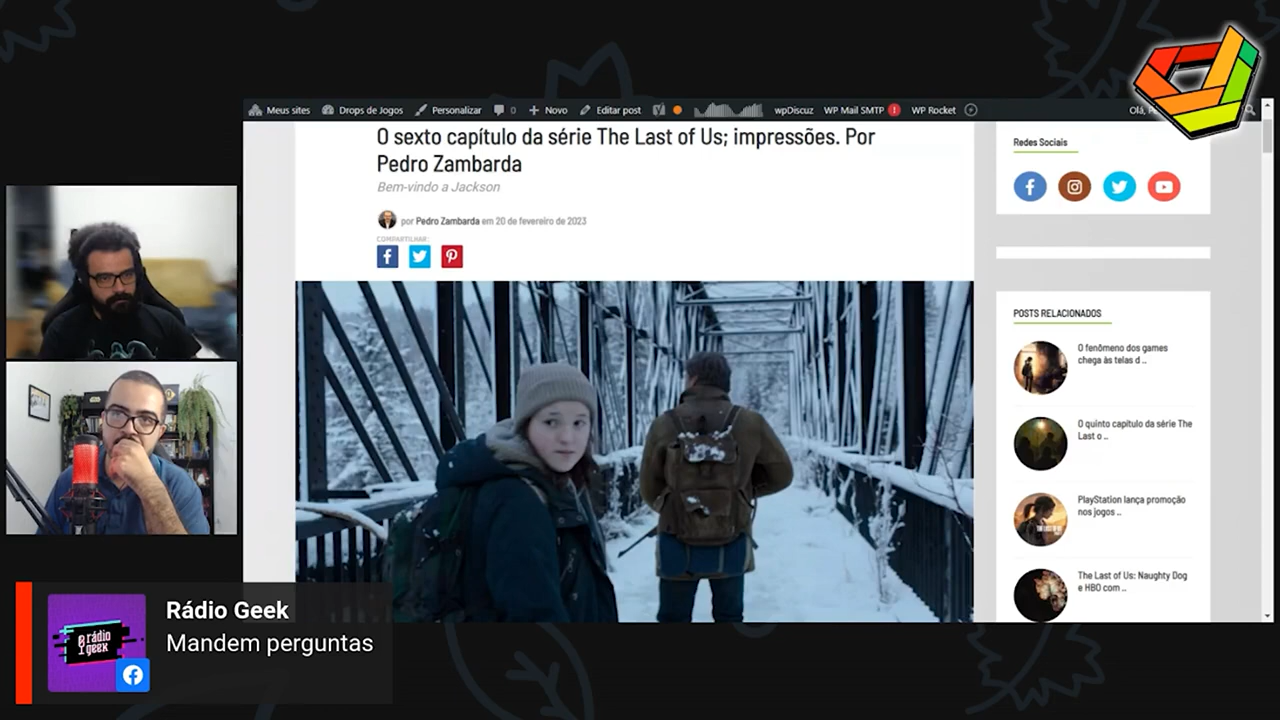 Meus sites
Drops de Jogos
Personalizar
0
Novo
Editar post
wpDiscuz
WP Mail SMTP !
WP Rocket
O sexto capítulo da série The Last of Us; impressões. Por
Pedro Zambarda
Bem-vindo a Jackson
por Pedro Zambarda em 20 de fevereiro de 2023
COMPARTILHAR:
Redes Sociais
POSTS RELACIONADOS
O fenômeno dos games
chega às telas d ..
O quinto capítulo da série The
Last o ..
PlayStation lança promoção
nos jogos ..
The Last of Us: Naughty Dog
e HBO com ..
rádio
geek
Rádio Geek
Mandem perguntas